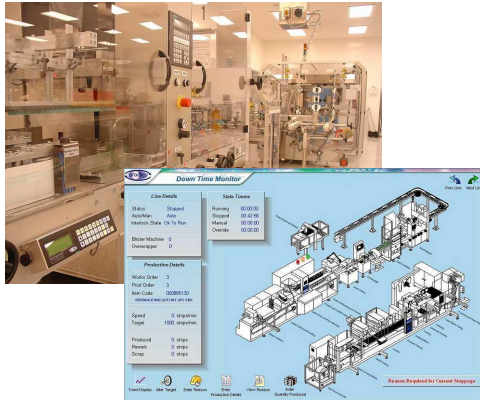 Down Time Monitor
Prev Line
Next Line
Line Details
Status Stopped
Auto/Man Auto
Interlock State Ok To Run
Blister Machine 0
Overwrapper 0
State Timers
Running 00:00:00
Stopped 00:42:56
Manual 00:00:00
Override 00:00:00
Production Details
Works Order 3
Prod Order 3
Item Code
Speed 0 strips/min
Target 1000 strips/min
Produced 0 strips
Rework 0 strips
Scrap 0 strips
Trend Display
Alter Target
Enter Reason
Enter Production Details
View Reason
Enter Quantity Produced
Reason Required for Current Stoppage